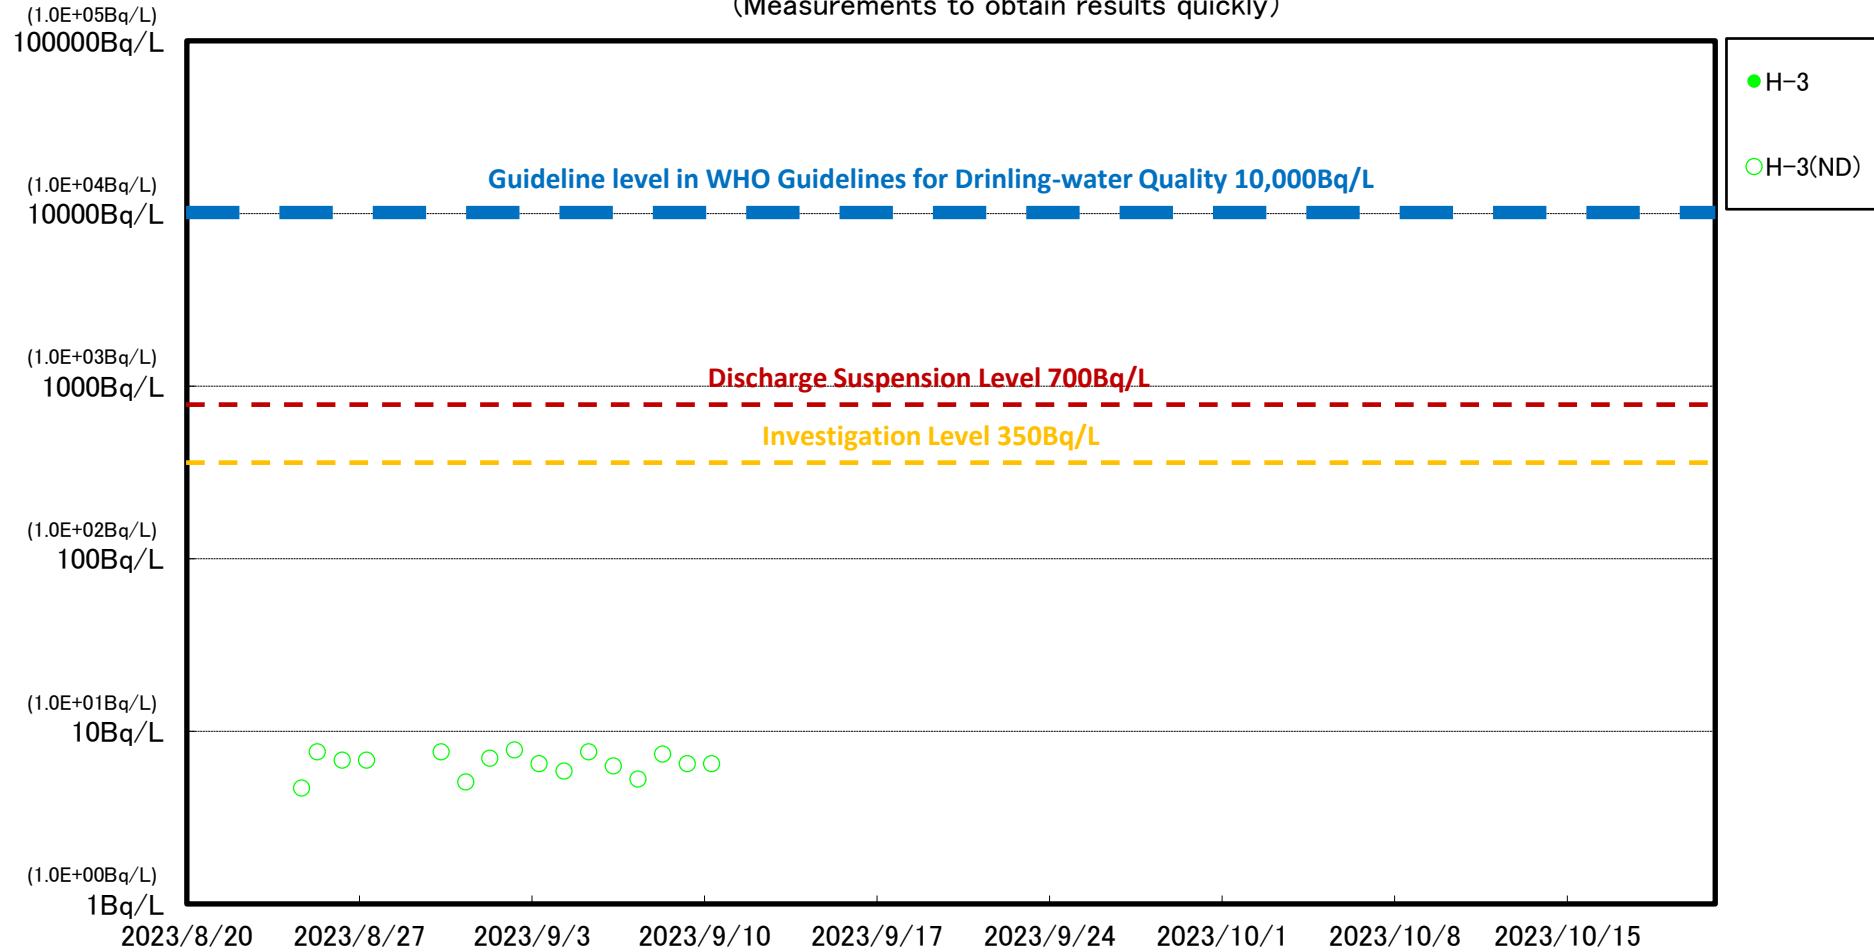 (Measurements to obtain results quickly)
(1.0E+05Bq/L)
100000Bq/L
H-3
H-3(ND)
Guideline level in WHO Guidelines for Drinling-water Quality 10,000Bq/L
(1.0E+04Bq/L)
10000Bq/L
(1.0E+03Bq/L)
1000Bq/L
Discharge Suspension Level 700Bq/L
Investigation Level 350Bq/L
(1.0E+02Bq/L)
100Bq/L
(1.0E+01Bq/L)
10Bq/L
(1.0E+00Bq/L)
1Bq/L
2023/8/20 2023/8/27 2023/9/3 2023/9/10 2023/9/17 2023/9/24 2023/10/1 2023/10/8 2023/10/15